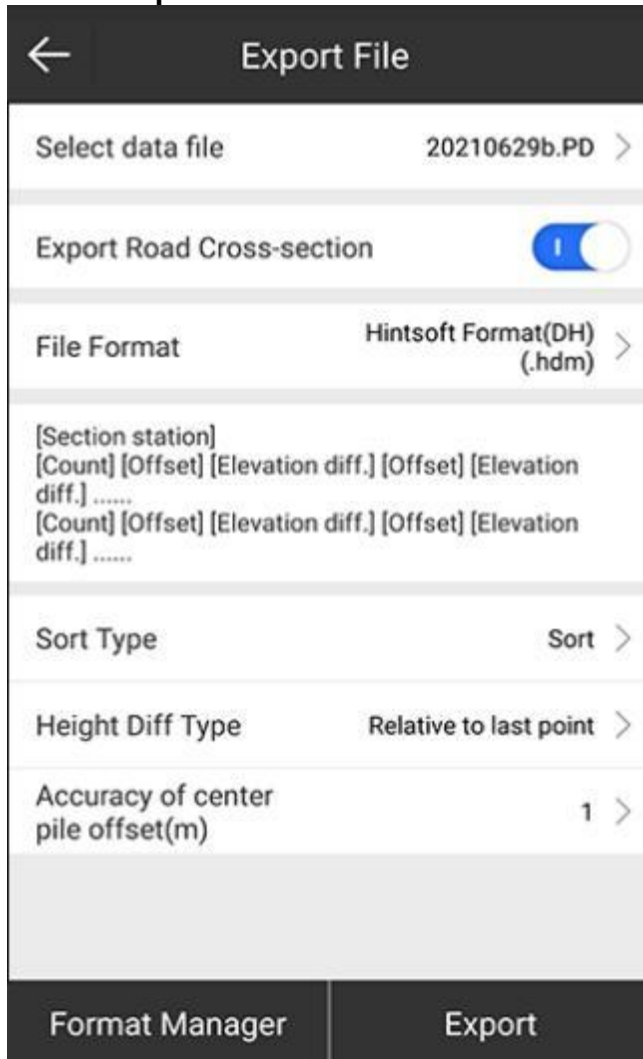 Export File
Select data file 20210629b.PD
Export Road Cross-section
File Format Hintsoft Format(DH)
(.hdm)
[Section station]
[Count] [Offset] [Elevation diff.] [Offset] [Elevation
diff.] ......
[Count] [Offset] [Elevation diff.] [Offset] [Elevation
diff.] ......
Sort Type Sort
Height Diff Type Relative to last point
Accuracy of center
pile offset(m) 1
Format Manager Export